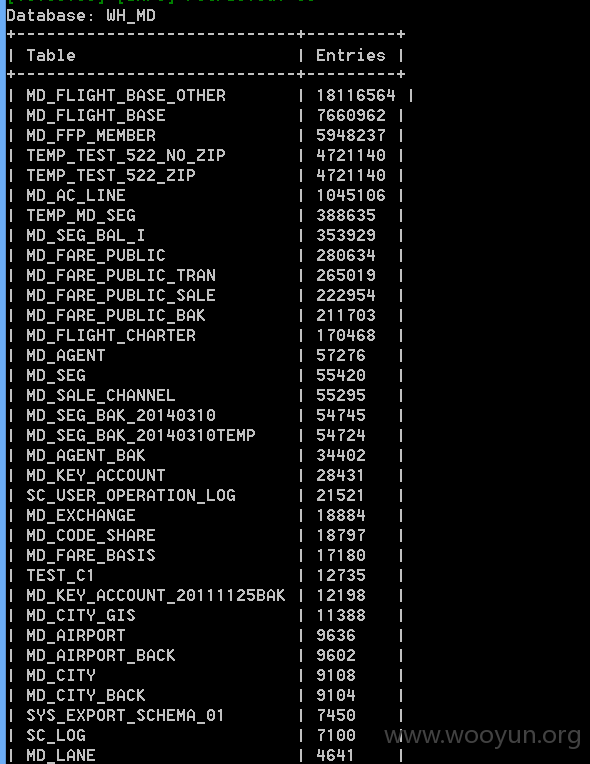 Database: WH_MD
+-----------------------------+---------+
| Table | Entries |
+-----------------------------+---------+
| MD_FLIGHT_BASE_OTHER | 18116564 |
| MD_FLIGHT_BASE | 7660962 |
| MD_FFP_MEMBER | 5948237 |
| TEMP_TEST_522_NO_ZIP | 4721140 |
| TEMP_TEST_522_ZIP | 4721140 |
| MD_AC_LINE | 1045106 |
| TEMP_MD_SEG | 388635 |
| MD_SEG_BAL_I | 353929 |
| MD_FARE_PUBLIC | 280634 |
| MD_FARE_PUBLIC_TRAN | 265019 |
| MD_FARE_PUBLIC_SALE | 222954 |
| MD_FARE_PUBLIC_BAK | 211703 |
| MD_FLIGHT_CHARTER | 170468 |
| MD_AGENT | 57276 |
| MD_SEG | 55420 |
| MD_SALE_CHANNEL | 55295 |
| MD_SEG_BAK_20140310 | 54745 |
| MD_SEG_BAK_20140310TEMP | 54724 |
| MD_AGENT_BAK | 34402 |
| MD_KEY_ACCOUNT | 28431 |
| SC_USER_OPERATION_LOG | 21521 |
| MD_EXCHANGE | 18884 |
| MD_CODE_SHARE | 18797 |
| MD_FARE_BASIS | 17180 |
| TEST_C1 | 12735 |
| MD_KEY_ACCOUNT_20111125BAK | 12198 |
| MD_CITY_GIS | 11388 |
| MD_AIRPORT | 9636 |
| MD_AIRPORT_BACK | 9602 |
| MD_CITY | 9108 |
| MD_CITY_BACK | 9104 |
| SYS_EXPORT_SCHEMA_01 | 7450 |
| SC_LOG | 7100 |
| MD_LANE | 4641 |
www.wooyun.org